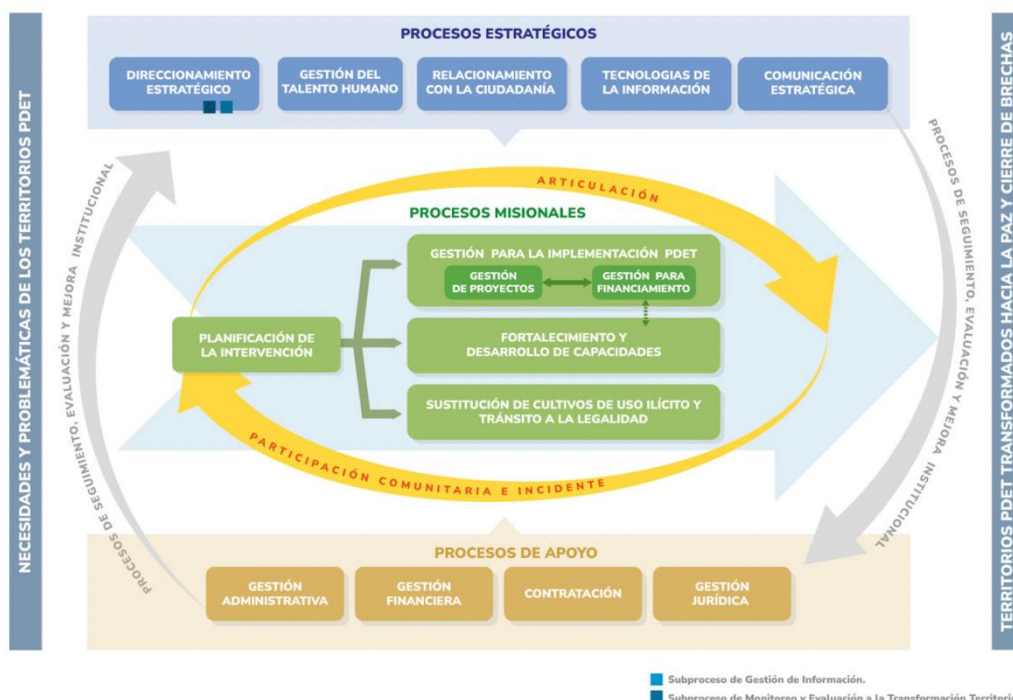 NECESIDADES Y PROBLEMÁTICAS DE LOS TERRITORIOS PDET
PROCESOS ESTRATÉGICOS
DIRECCIONAMIENTO
ESTRATÉGICO
GESTIÓN DEL
TALENTO HUMANO
RELACIONAMIENTO
CON LA CIUDADANÍA
TECNOLOGIAS DE
LA INFORMACIÓN
COMUNICACIÓN
ESTRATÉGICA
PROCESOS DE SEGUIMIENTO, EVALUACIÓN Y MEJORA INSTITUCIONAL
ARTICULACIÓN
PROCESOS MISIONALES
GESTIÓN PARA LA IMPLEMENTACIÓN PDET
GESTIÓN
DE PROYECTOS
GESTIÓN PARA
FINANCIAMIENTO
PLANIFICACIÓN DE
LA INTERVENCIÓN
FORTALECIMIENTO Y
DESARROLLO DE CAPACIDADES
SUSTITUCIÓN DE CULTIVOS DE USO ILÍCITO Y
TRÁNSITO A LA LEGALIDAD
PARTICIPACIÓN COMUNITARIA E INCIDENTE
PROCESOS DE SEGUIMIENTO, EVALUACIÓN Y MEJORA INSTITUCIONAL
PROCESOS DE APOYO
GESTIÓN
ADMINISTRATIVA
GESTIÓN
FINANCIERA
CONTRATACIÓN
GESTIÓN
JURÍDICA
TERRITORIOS PDET TRANSFORMADOS HACIA LA PAZ Y CIERRE DE BRECHAS
Subproceso de Gestión de Información.
Subproceso de Monitoreo y Evaluación a la Transformación